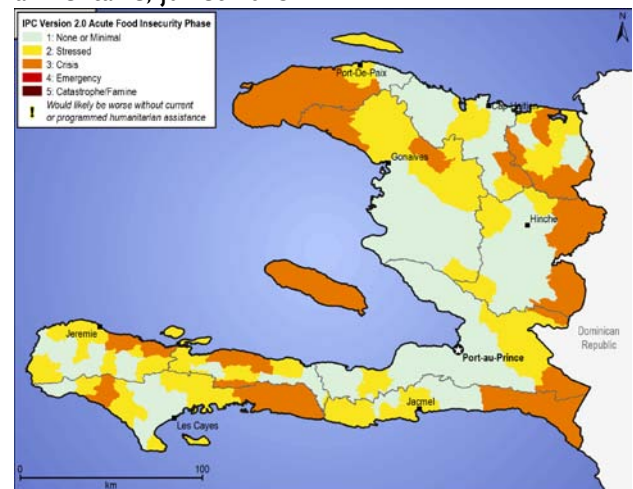 IPC Version 2.0 Acute Food Insecurity Phase
1: None or Minimal
2: Stressed
3: Crisis
4: Emergency
5: Catastrophe/Famine
! Would likely be worse without current
or programmed humanitarian assistance
N
Port-De-Paix
Cap-Haitien
Gonaives
Hinche
Jeremie
Port-au-Prince
Dominican
Republic
Jacmel
Les Cayes
0 100
km